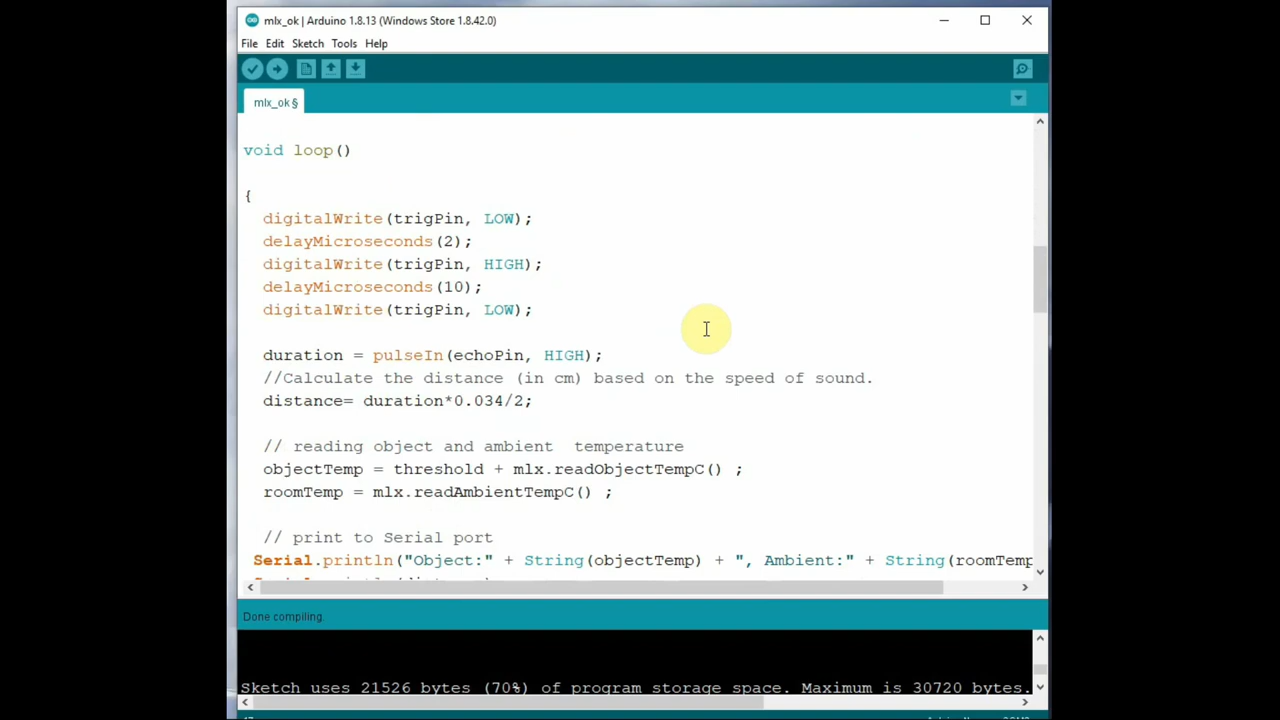 mlx_ok | Arduino 1.8.13 (Windows Store 1.8.42.0)
File Edit Sketch Tools Help
mlx_ok §
void loop()
{
digitalWrite(trigPin, LOW);
delayMicroseconds(2);
digitalWrite(trigPin, HIGH);
delayMicroseconds(10);
digitalWrite(trigPin, LOW);
duration = pulseIn(echoPin, HIGH);
//Calculate the distance (in cm) based on the speed of sound.
distance= duration*0.034/2;
// reading object and ambient  temperature
objectTemp = threshold + mlx.readObjectTempC() ;
roomTemp = mlx.readAmbientTempC() ;
// print to Serial port
Serial.println("Object:" + String(objectTemp) + ", Ambient:" + String(roomTemp
Done compiling.
Sketch uses 21526 bytes (70%) of program storage space. Maximum is 30720 bytes.